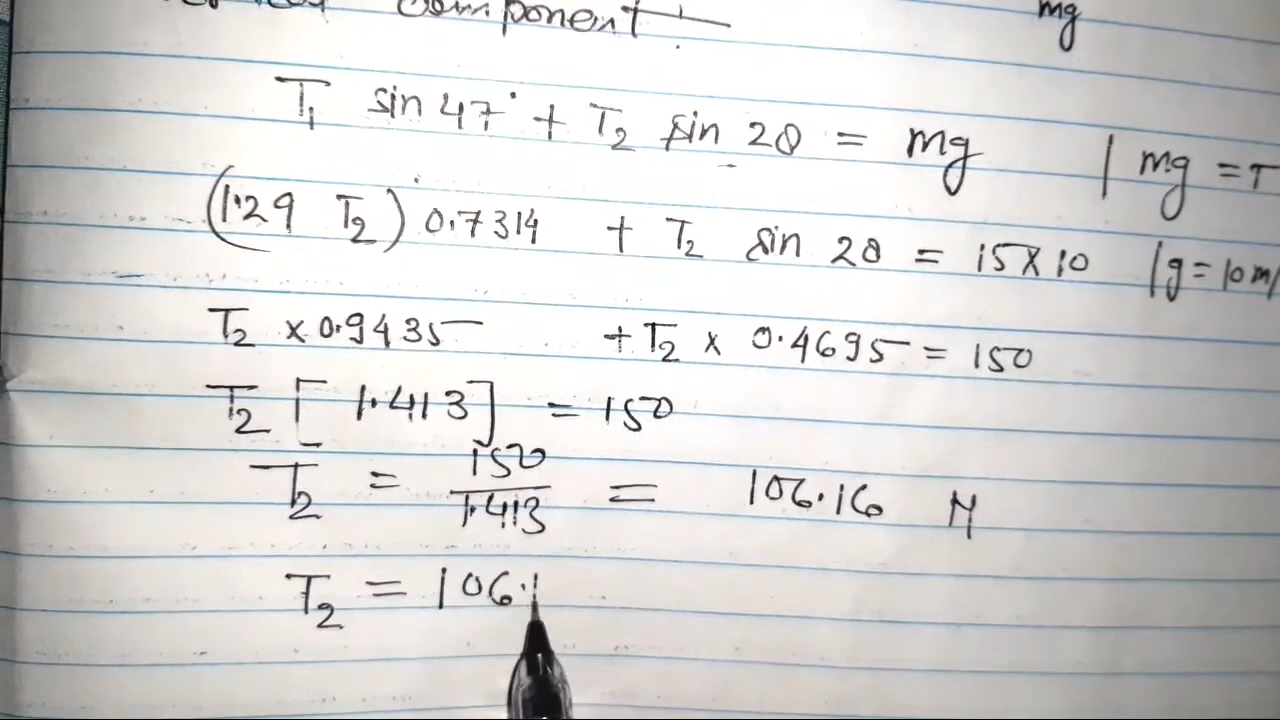 component
mg
T₁ sin 47° + T₂ sin 28 = mg | mg = T
(1.29 T₂) 0.7314 + T₂ sin 28 = 15 × 10 | g = 10 m/
T₂ × 0.9435 + T₂ × 0.4695 = 150
T₂ [ 1.413 ] = 150
T₂ = 150/1.413 = 106.16 N
T₂ = 106.1